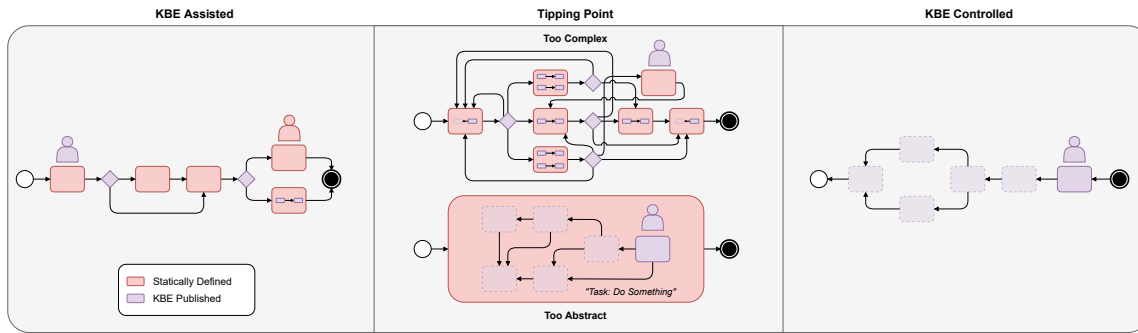 KBE Assisted
Tipping Point
KBE Controlled
Too Complex
Statically Defined
KBE Published
"Task: Do Something"
Too Abstract